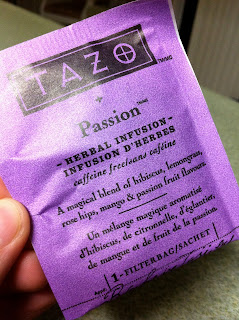 TAZO
Passion
- HERBAL INFUSION -
INFUSION D'HERBES
caffeine free/sans caféine
A magical blend of hibiscus, lemongrass,
rose hips, mango & passion fruit flavours.
Un mélange magique aromatisé
d'hibiscus, de citronnelle, d'églantier,
de mangue et de fruit de la passion.
1 - FILTERBAG/SACHET